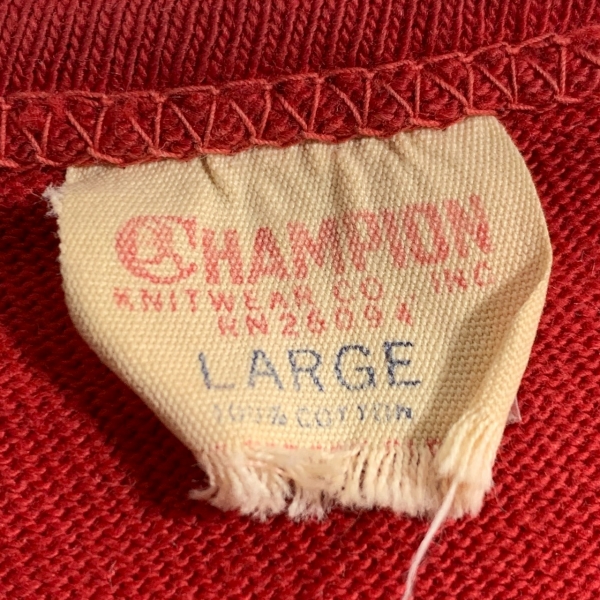 CHAMPION
KNITWEAR CO., INC.
RN26094
LARGE
100% COTTON